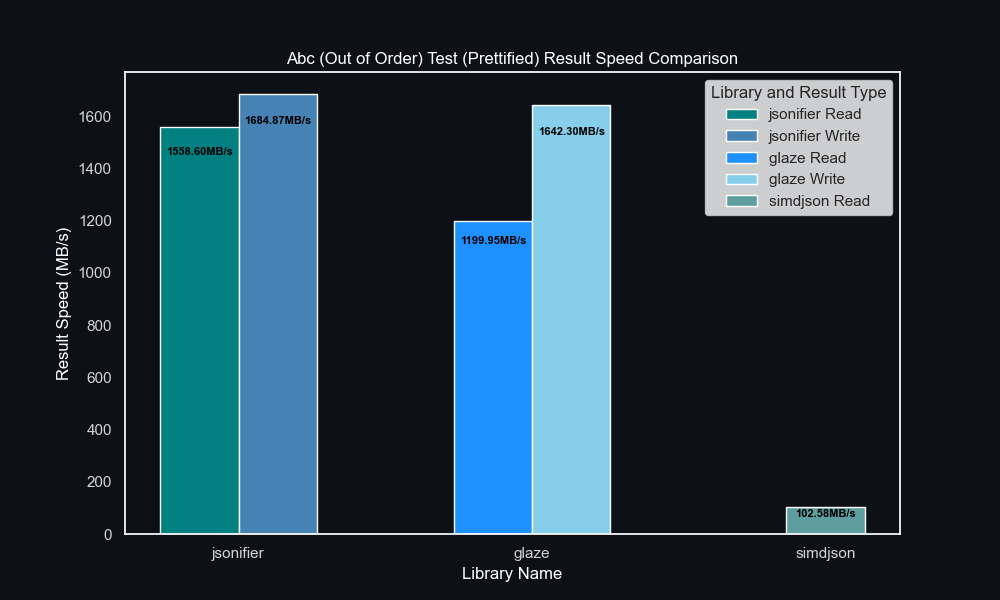 Abc (Out of Order) Test (Prettified) Result Speed Comparison
Library and Result Type
jsonifier Read
jsonifier Write
glaze Read
glaze Write
simdjson Read
Result Speed (MB/s)
1600
1400
1200
1000
800
600
400
200
0
1558.60MB/s
1684.87MB/s
1199.95MB/s
1642.30MB/s
102.58MB/s
jsonifier
glaze
simdjson
Library Name